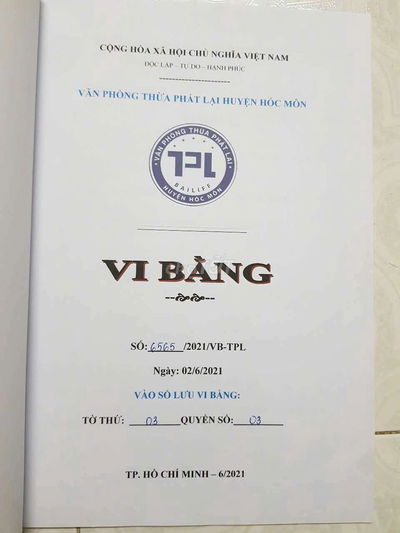 CỘNG HÒA XÃ HỘI CHỦ NGHĨA VIỆT NAM
ĐỘC LẬP – TỰ DO – HẠNH PHÚC
VĂN PHÒNG THỪA PHÁT LẠI HUYỆN HÓC MÔN
VĂN PHÒNG THỪA PHÁT LẠI
TPL
BAILIFF
HUYỆN HÓC MÔN
VI BẰNG
SỐ: 6565 /2021/VB-TPL
Ngày: 02/6/2021
VÀO SỔ LƯU VI BẰNG:
TỜ THỨ: 03 QUYỂN SỐ: 03
TP. HỒ CHÍ MINH – 6/2021